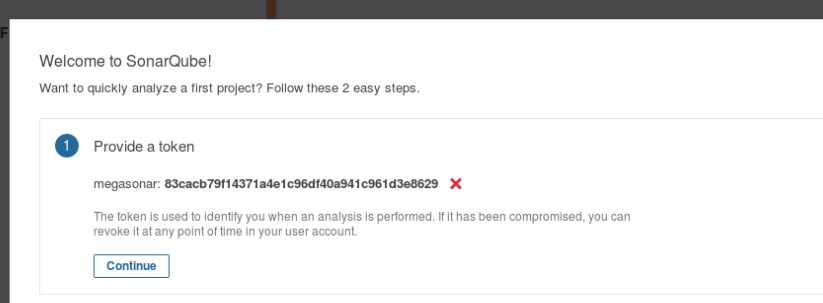 F
Welcome to SonarQube!
Want to quickly analyze a first project? Follow these 2 easy steps.
1 Provide a token
megasonar: 83cacb79f14371a4e1c96df40a941c961d3e8629
The token is used to identify you when an analysis is performed. If it has been compromised, you can
revoke it at any point of time in your user account.
Continue